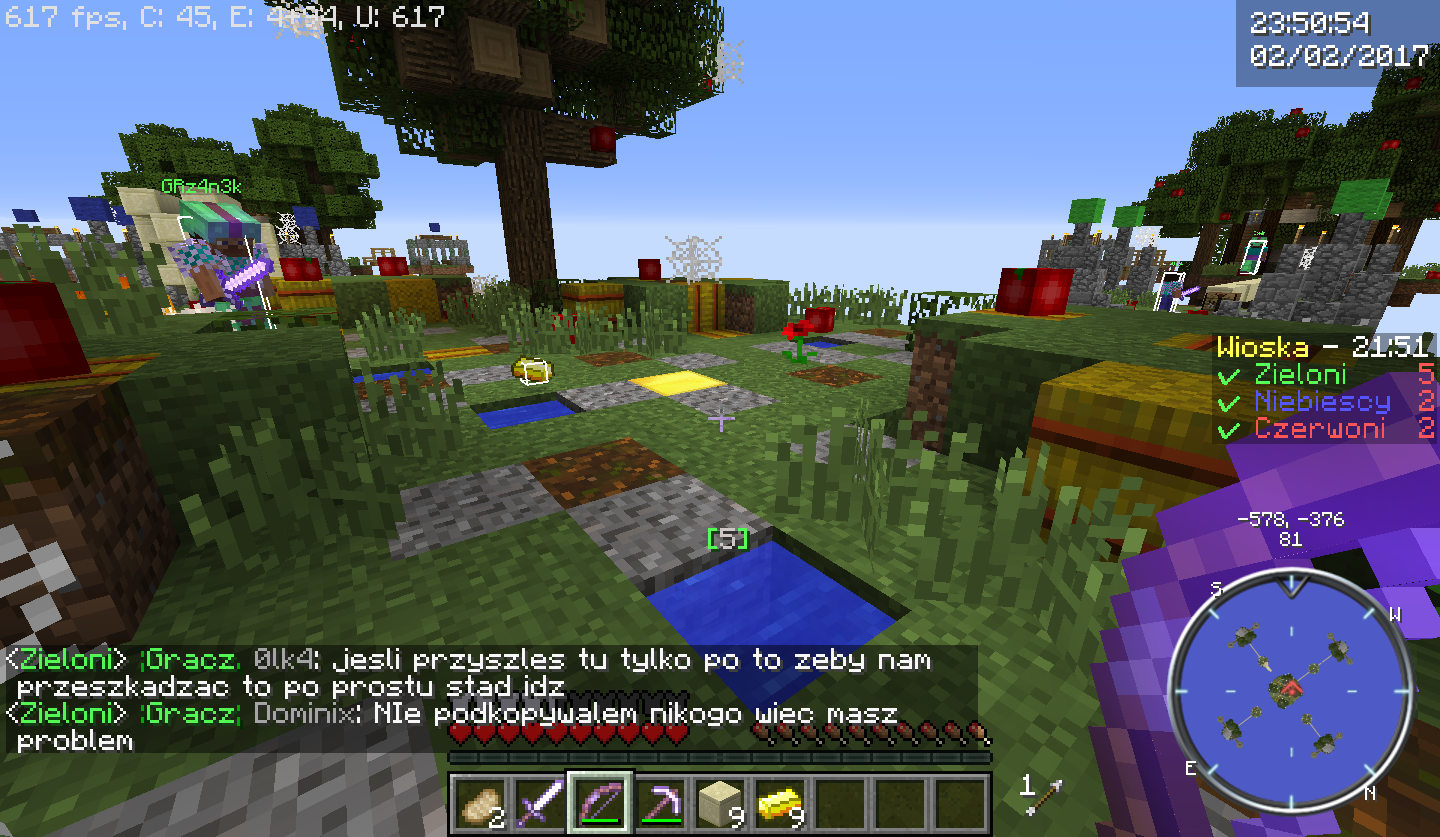 617 fps, C: 45, E: 4+94, U: 617
23:50:54
02/02/2017
GRz4n3k
Wioska - 21:51
✓ Zieloni 5
✓ Niebiescy 2
✓ Czerwoni 2
-578, -376
81
[5]
S
W
E
N
<Zieloni> ¦Gracz¦ 0lk4: jesli przyszles tu tylko po to zeby nam
przeszkadzac to po prostu stad idz
<Zieloni> ¦Gracz¦ Dominix: NIe podkopywalem nikogo wiec masz
problem
2
9
9
1